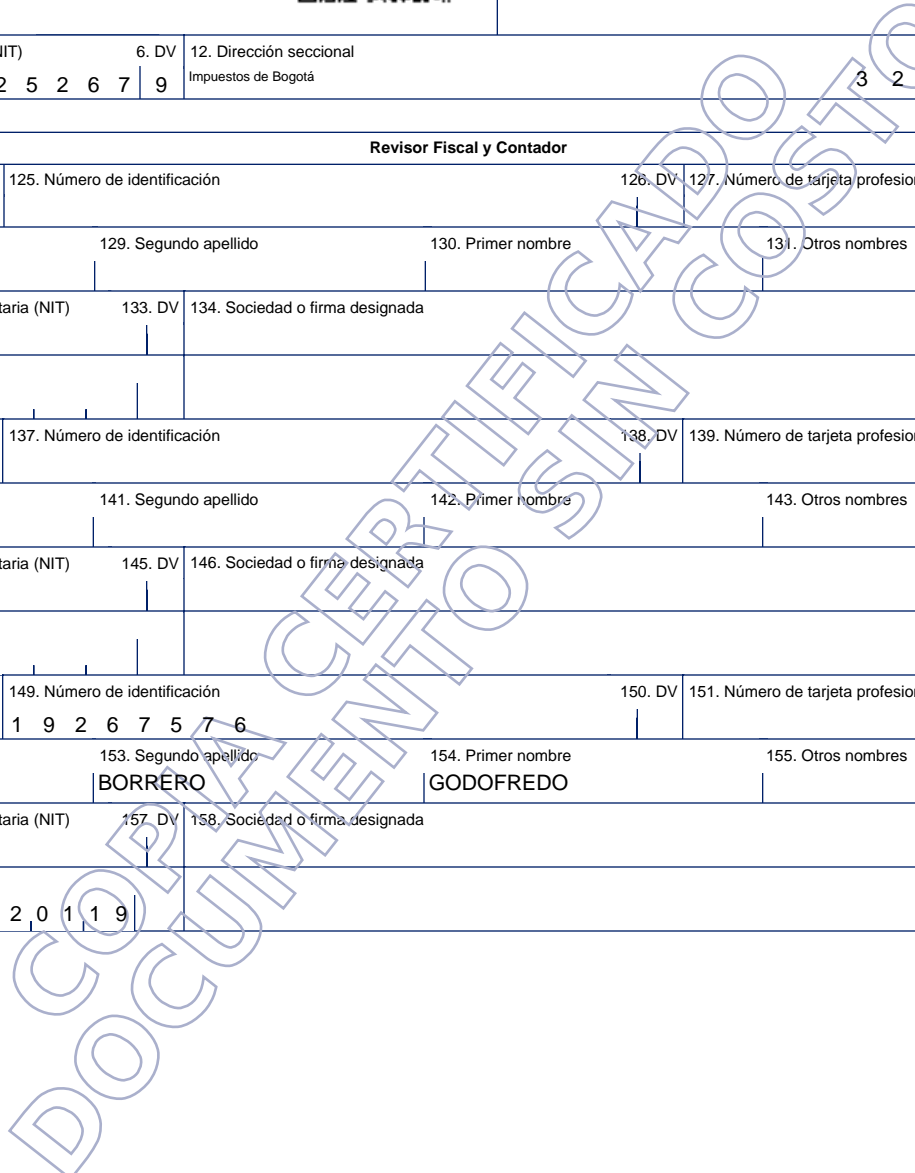 IT) 6. DV 12. Dirección seccional
2 5 2 6 7 9 Impuestos de Bogotá 3 2
Revisor Fiscal y Contador
125. Número de identificación 126. DV 127. Número de tarjeta profesion
129. Segundo apellido 130. Primer nombre 131. Otros nombres
taria (NIT) 133. DV 134. Sociedad o firma designada
137. Número de identificación 138. DV 139. Número de tarjeta profesion
141. Segundo apellido 142. Primer nombre 143. Otros nombres
taria (NIT) 145. DV 146. Sociedad o firma designada
149. Número de identificación 150. DV 151. Número de tarjeta profesion
1 9 2 6 7 5 7 6
153. Segundo apellido 154. Primer nombre 155. Otros nombres
BORRERO GODOFREDO
taria (NIT) 157. DV 158. Sociedad o firma designada
2 0 1 1 9
COPIA CERTIFICADO
DOCUMENTO SIN COSTO